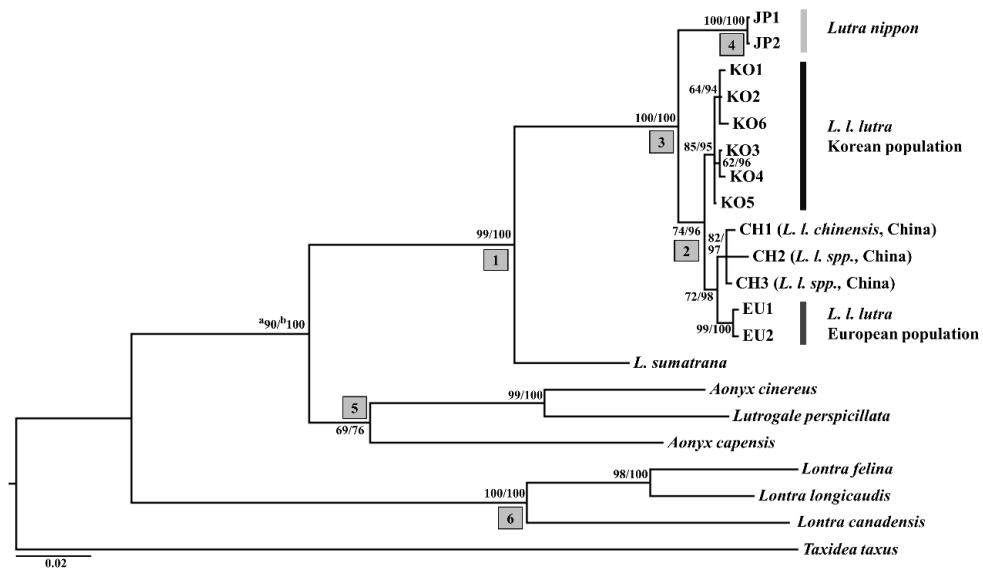 100/100
JP1
Lutra nippon
4
JP2
KO1
64/94
KO2
100/100
KO6
L. l. lutra
3
85/95
KO3
Korean population
62/96
KO4
KO5
74/96
82/
97
CH1 (L. l. chinensis, China)
99/100
2
CH2 (L. l. spp., China)
1
CH3 (L. l. spp., China)
72/98
EU1
L. l. lutra
a90/b100
99/100
EU2
European population
L. sumatrana
Aonyx cinereus
99/100
5
Lutrogale perspicillata
69/76
Aonyx capensis
Lontra felina
98/100
100/100
Lontra longicaudis
6
Lontra canadensis
Taxidea taxus
0.02